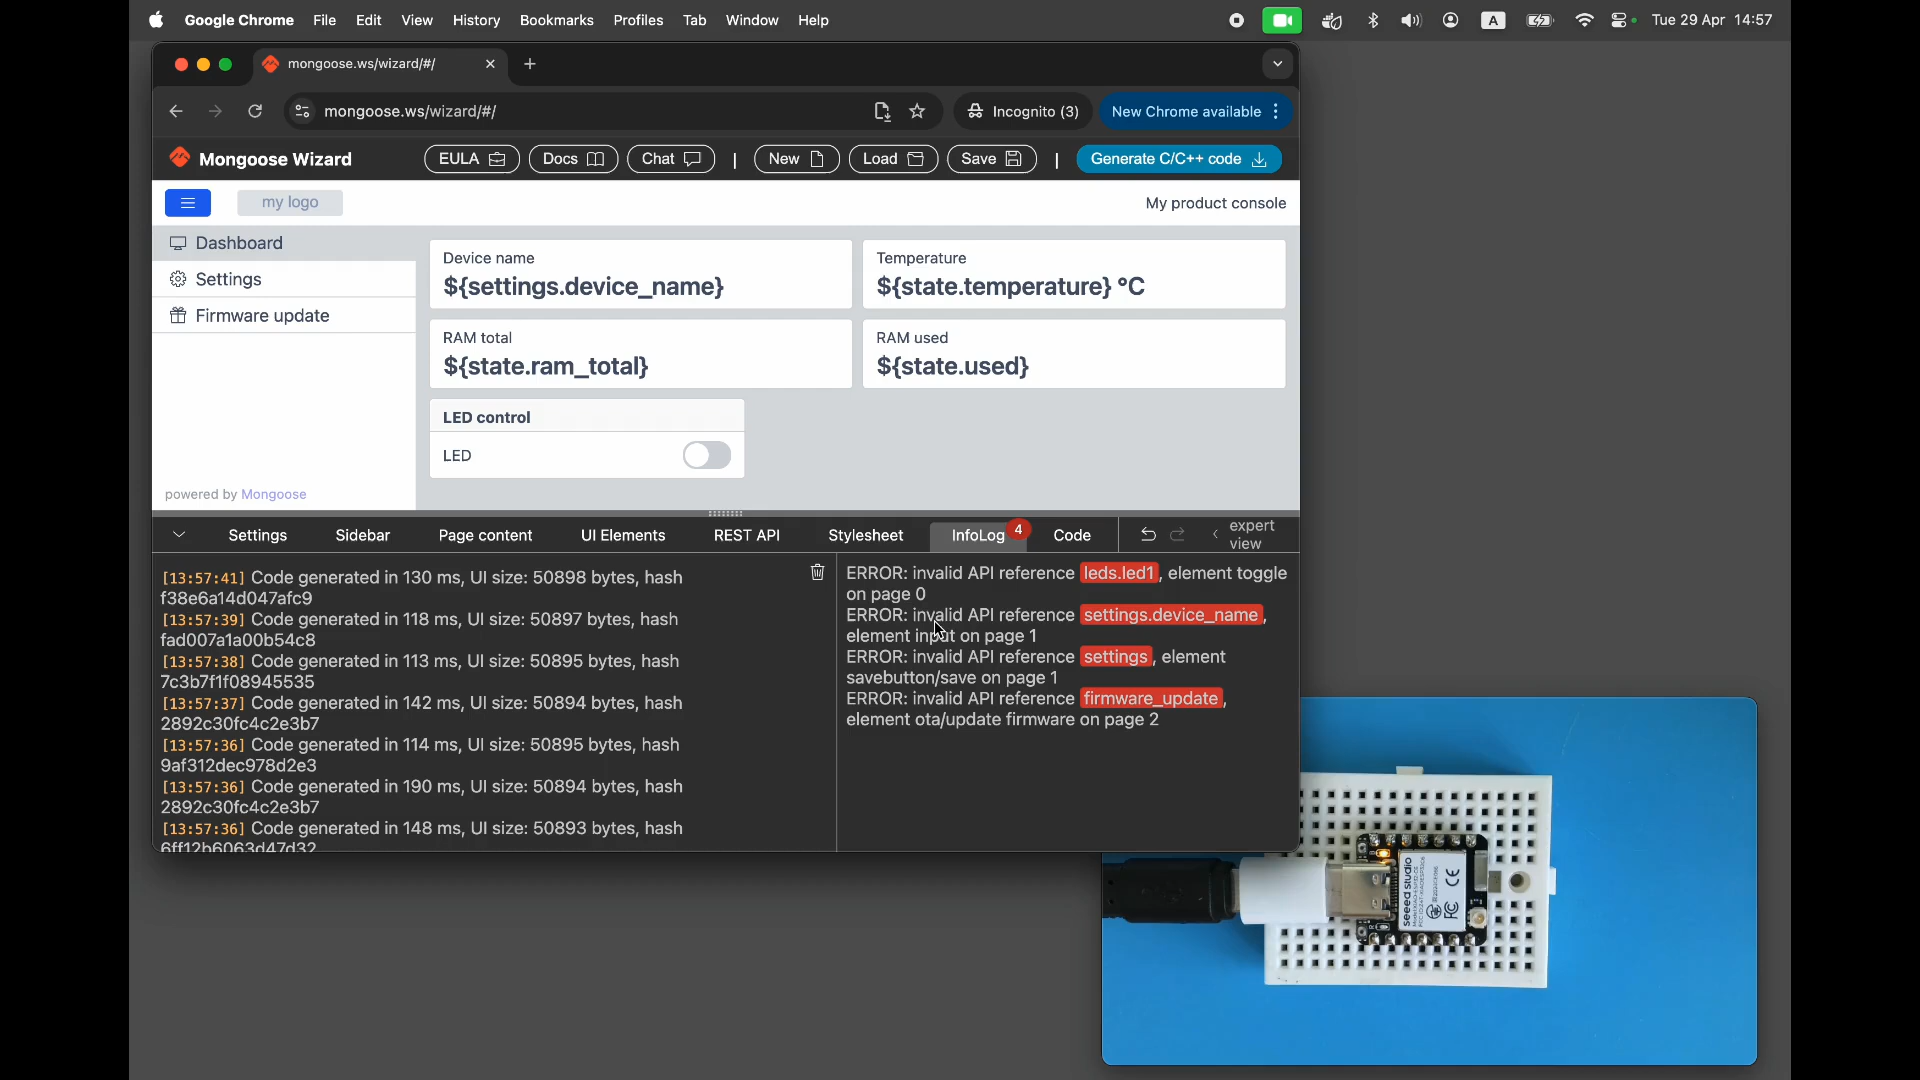 Google Chrome File Edit View History Bookmarks Profiles Tab Window Help A Tue 29 Apr 14:57
mongoose.ws/wizard/#/
mongoose.ws/wizard/#/ Incognito (3) New Chrome available
Mongoose Wizard EULA Docs Chat | New Load Save | Generate C/C++ code
my logo My product console
Dashboard
Settings
Firmware update
powered by Mongoose
Device name
${settings.device_name}
Temperature
${state.temperature} °C
RAM total
${state.ram_total}
RAM used
${state.used}
LED control
LED
Settings Sidebar Page content UI Elements REST API Stylesheet InfoLog 4 Code expert
view
[13:57:41] Code generated in 130 ms, UI size: 50898 bytes, hash
f38e6a14d047afc9
[13:57:39] Code generated in 118 ms, UI size: 50897 bytes, hash
fad007a1a00b54c8
[13:57:38] Code generated in 113 ms, UI size: 50895 bytes, hash
7c3b7f1f08945535
[13:57:37] Code generated in 142 ms, UI size: 50894 bytes, hash
2892c30fc4c2e3b7
[13:57:36] Code generated in 114 ms, UI size: 50895 bytes, hash
9af312dec978d2e3
[13:57:36] Code generated in 190 ms, UI size: 50894 bytes, hash
2892c30fc4c2e3b7
[13:57:36] Code generated in 148 ms, UI size: 50893 bytes, hash
6ff12b6063d47d32
ERROR: invalid API reference leds.led1, element toggle
on page 0
ERROR: invalid API reference settings.device_name,
element input on page 1
ERROR: invalid API reference settings, element
savebutton/save on page 1
ERROR: invalid API reference firmware_update,
element ota/update firmware on page 2
seeed studio
CE
FC